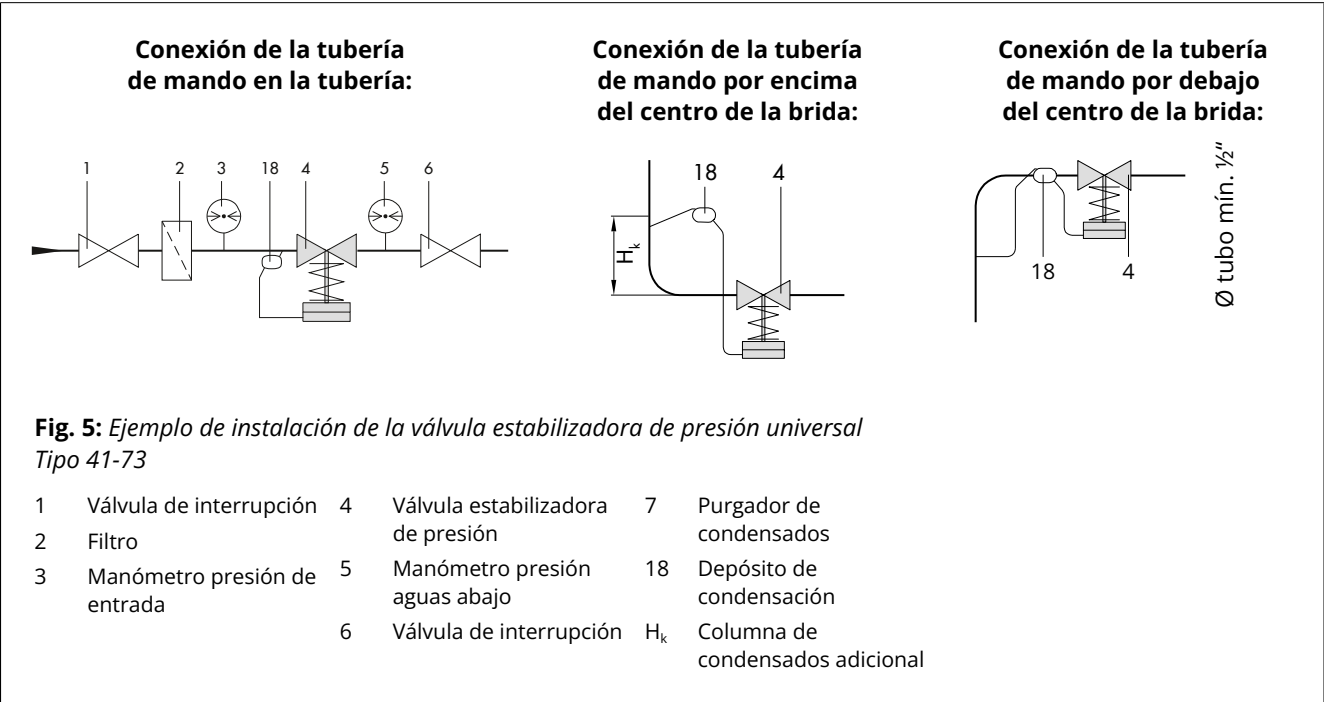 Conexión de la tubería
de mando en la tubería:
1 2 3 18 4 5 6
Conexión de la tubería
de mando por encima
del centro de la brida:
18 4
Hk
Conexión de la tubería
de mando por debajo
del centro de la brida:
18 4
Ø tubo mín. ½"
Fig. 5: Ejemplo de instalación de la válvula estabilizadora de presión universal
Tipo 41-73
1 Válvula de interrupción
2 Filtro
3 Manómetro presión de
entrada
4 Válvula estabilizadora
de presión
5 Manómetro presión
aguas abajo
6 Válvula de interrupción
7 Purgador de
condensados
18 Depósito de
condensación
Hk Columna de
condensados adicional